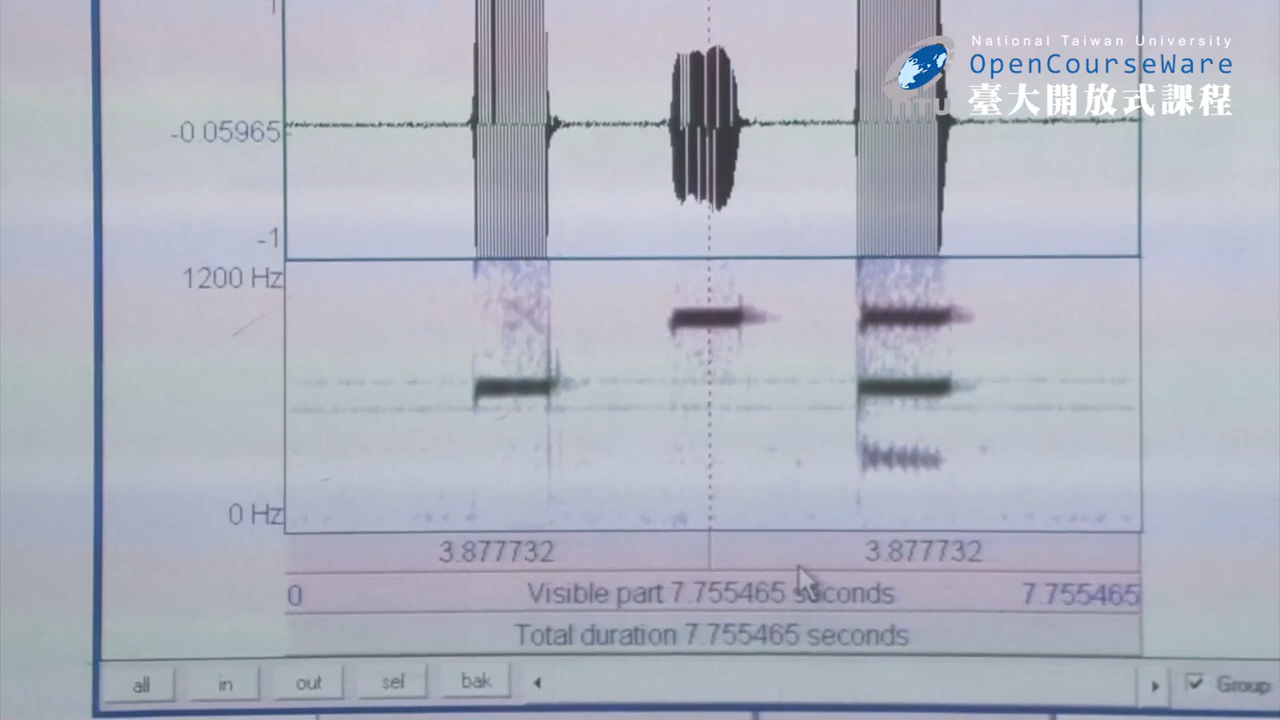 National Taiwan University
OpenCourseWare
臺大開放式課程
NTU
-0.05965
-1
1200 Hz
0 Hz
3.877732 3.877732
0 Visible part 7.755465 seconds 7.755465
Total duration 7.755465 seconds
all in out sel bak Group